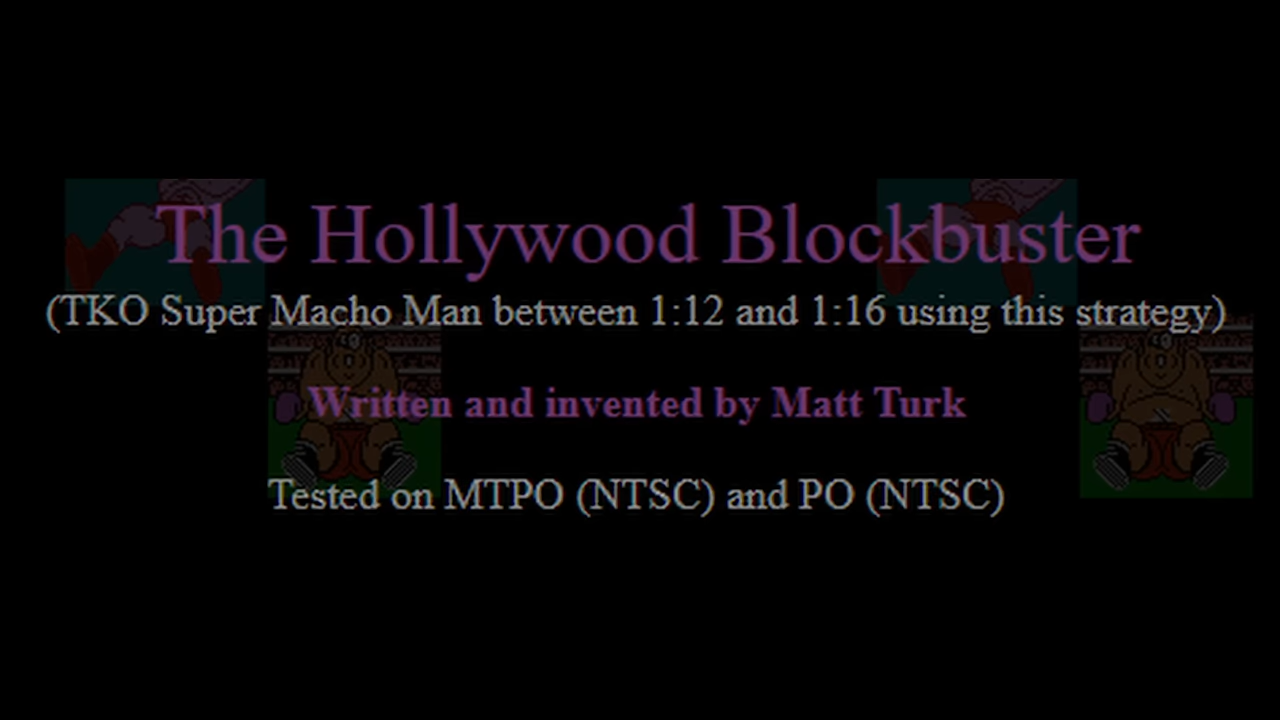 The Hollywood Blockbuster
(TKO Super Macho Man between 1:12 and 1:16 using this strategy)
Written and invented by Matt Turk
Tested on MTPO (NTSC) and PO (NTSC)